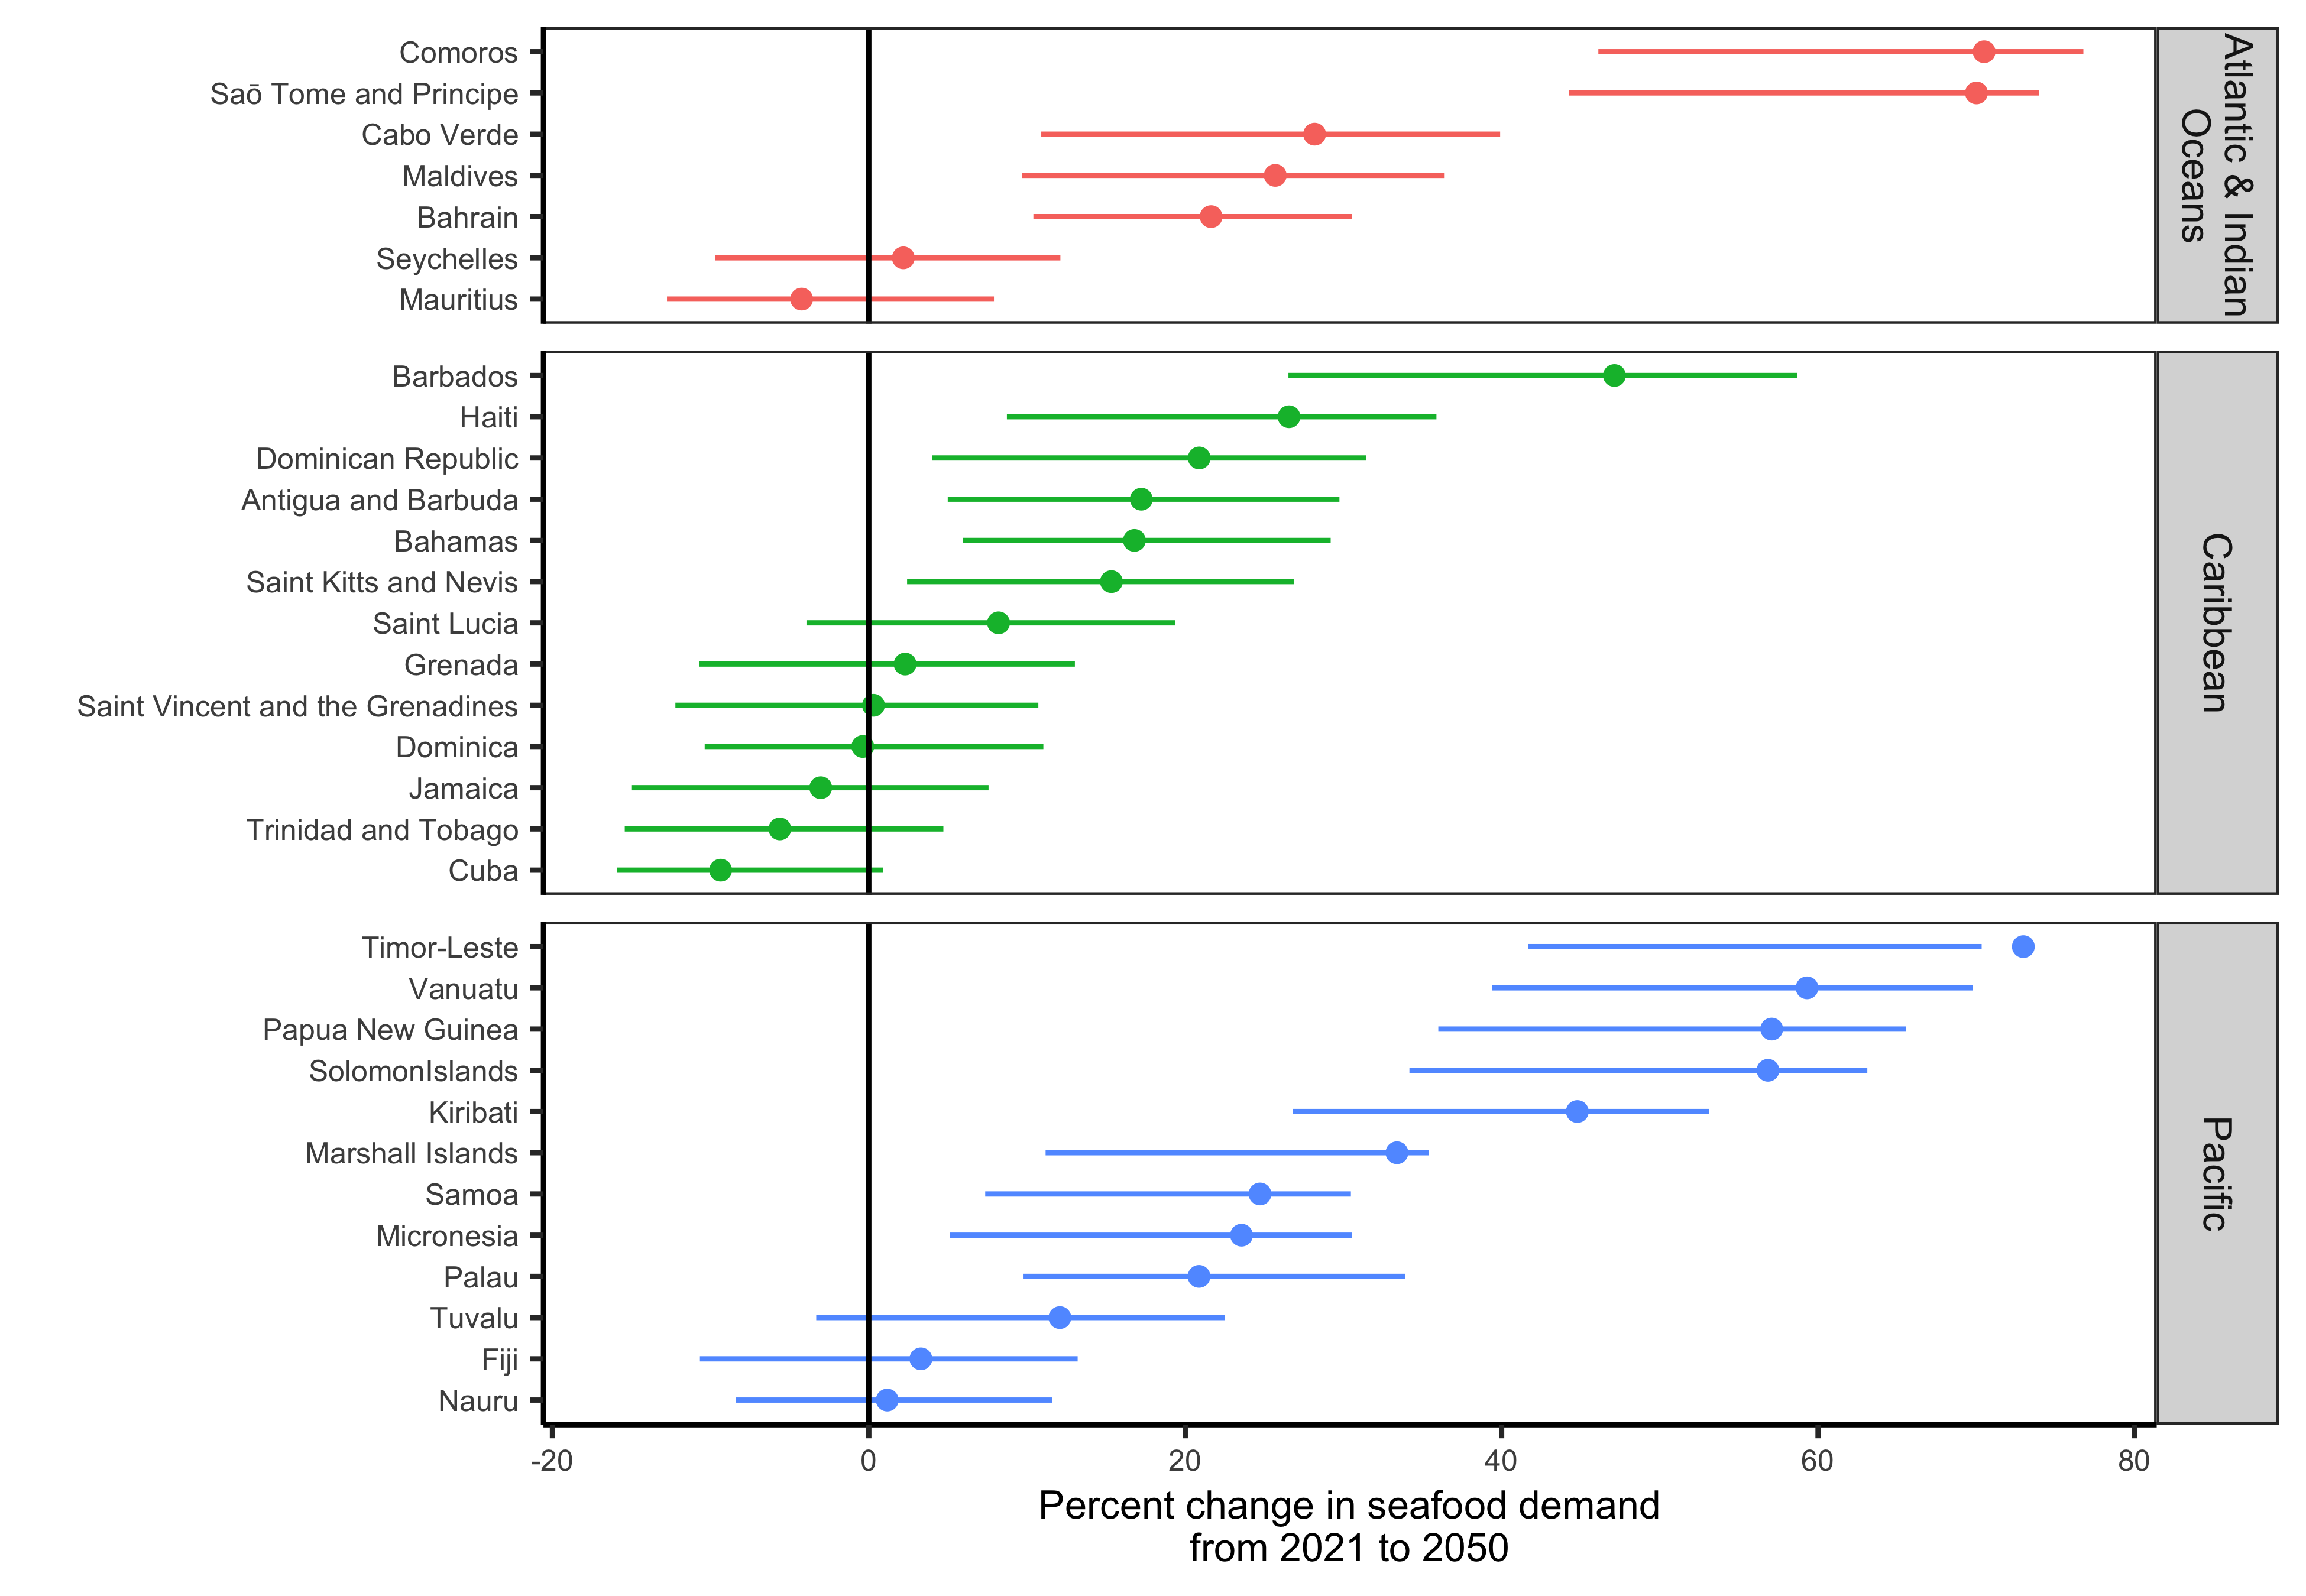 Comoros
Saō Tome and Principe
Cabo Verde
Maldives
Bahrain
Seychelles
Mauritius
Atlantic & Indian
Oceans
Barbados
Haiti
Dominican Republic
Antigua and Barbuda
Bahamas
Saint Kitts and Nevis
Saint Lucia
Grenada
Saint Vincent and the Grenadines
Dominica
Jamaica
Trinidad and Tobago
Cuba
Caribbean
Timor-Leste
Vanuatu
Papua New Guinea
SolomonIslands
Kiribati
Marshall Islands
Samoa
Micronesia
Palau
Tuvalu
Fiji
Nauru
Pacific
-20 0 20 40 60 80
Percent change in seafood demand
from 2021 to 2050